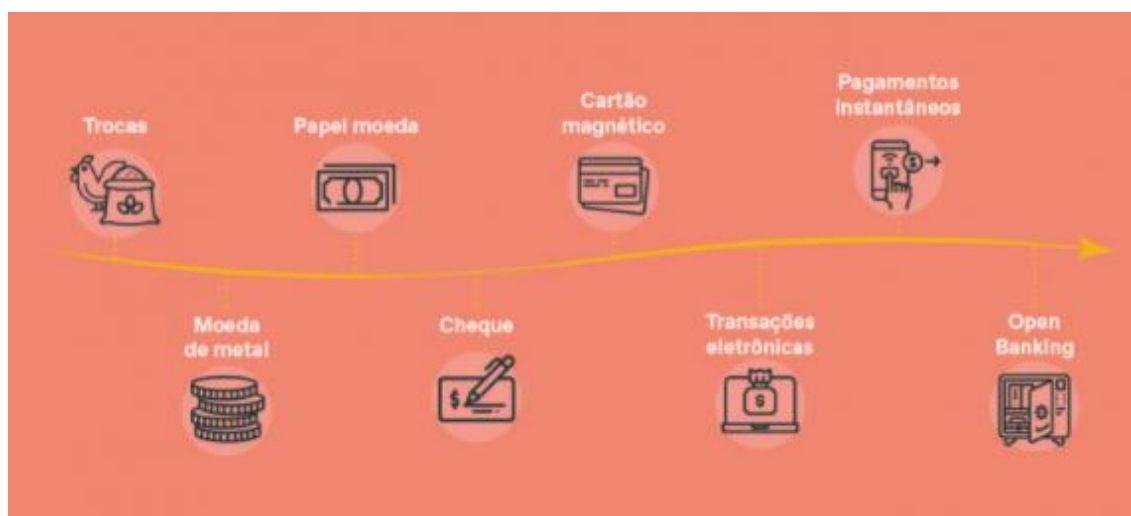 Trocas
Moeda
de metal
Papel moeda
Cheque
$
Cartão
magnético
Transações
eletrônicas
$
Pagamentos
instantâneos
$
Open
Banking